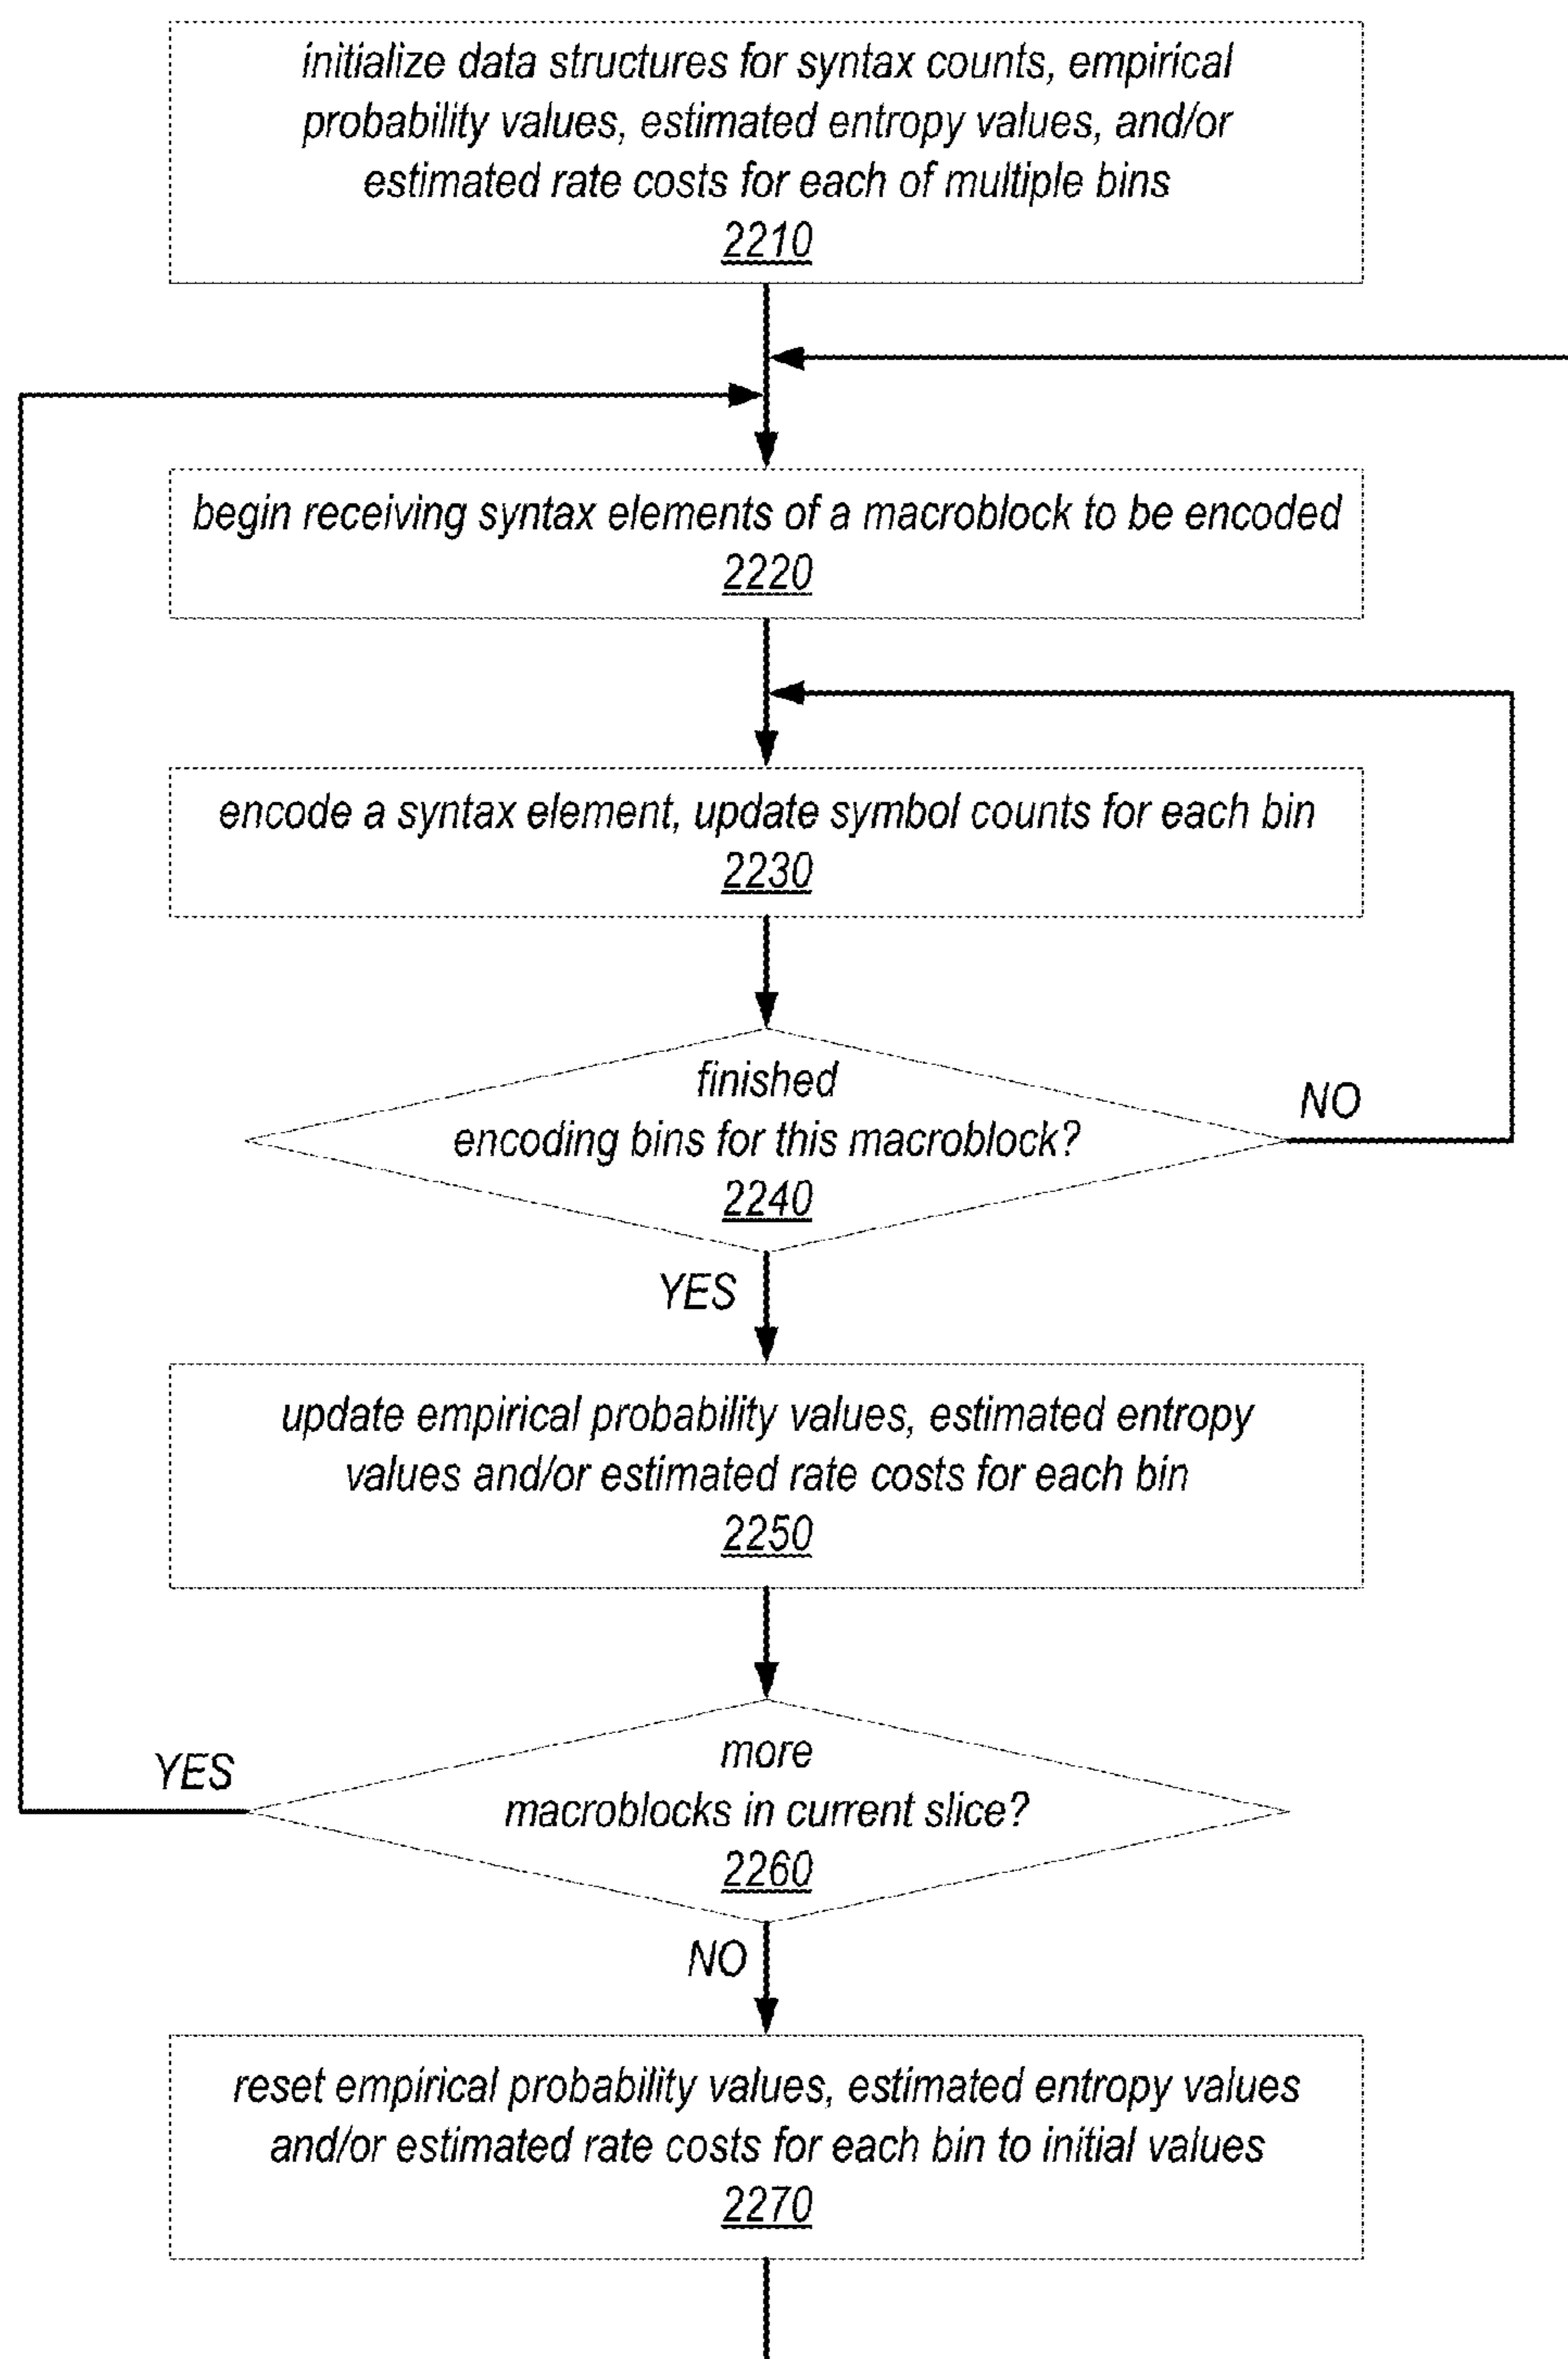 initialize data structures for syntax counts, empirical
probability values, estimated entropy values, and/or
estimated rate costs for each of multiple bins
2210
begin receiving syntax elements of a macroblock to be encoded
2220
encode a syntax element, update symbol counts for each bin
2230
finished
encoding bins for this macroblock?
2240
NO
YES
update empirical probability values, estimated entropy
values and/or estimated rate costs for each bin
2250
more
macroblocks in current slice?
2260
YES
NO
reset empirical probability values, estimated entropy values
and/or estimated rate costs for each bin to initial values
2270